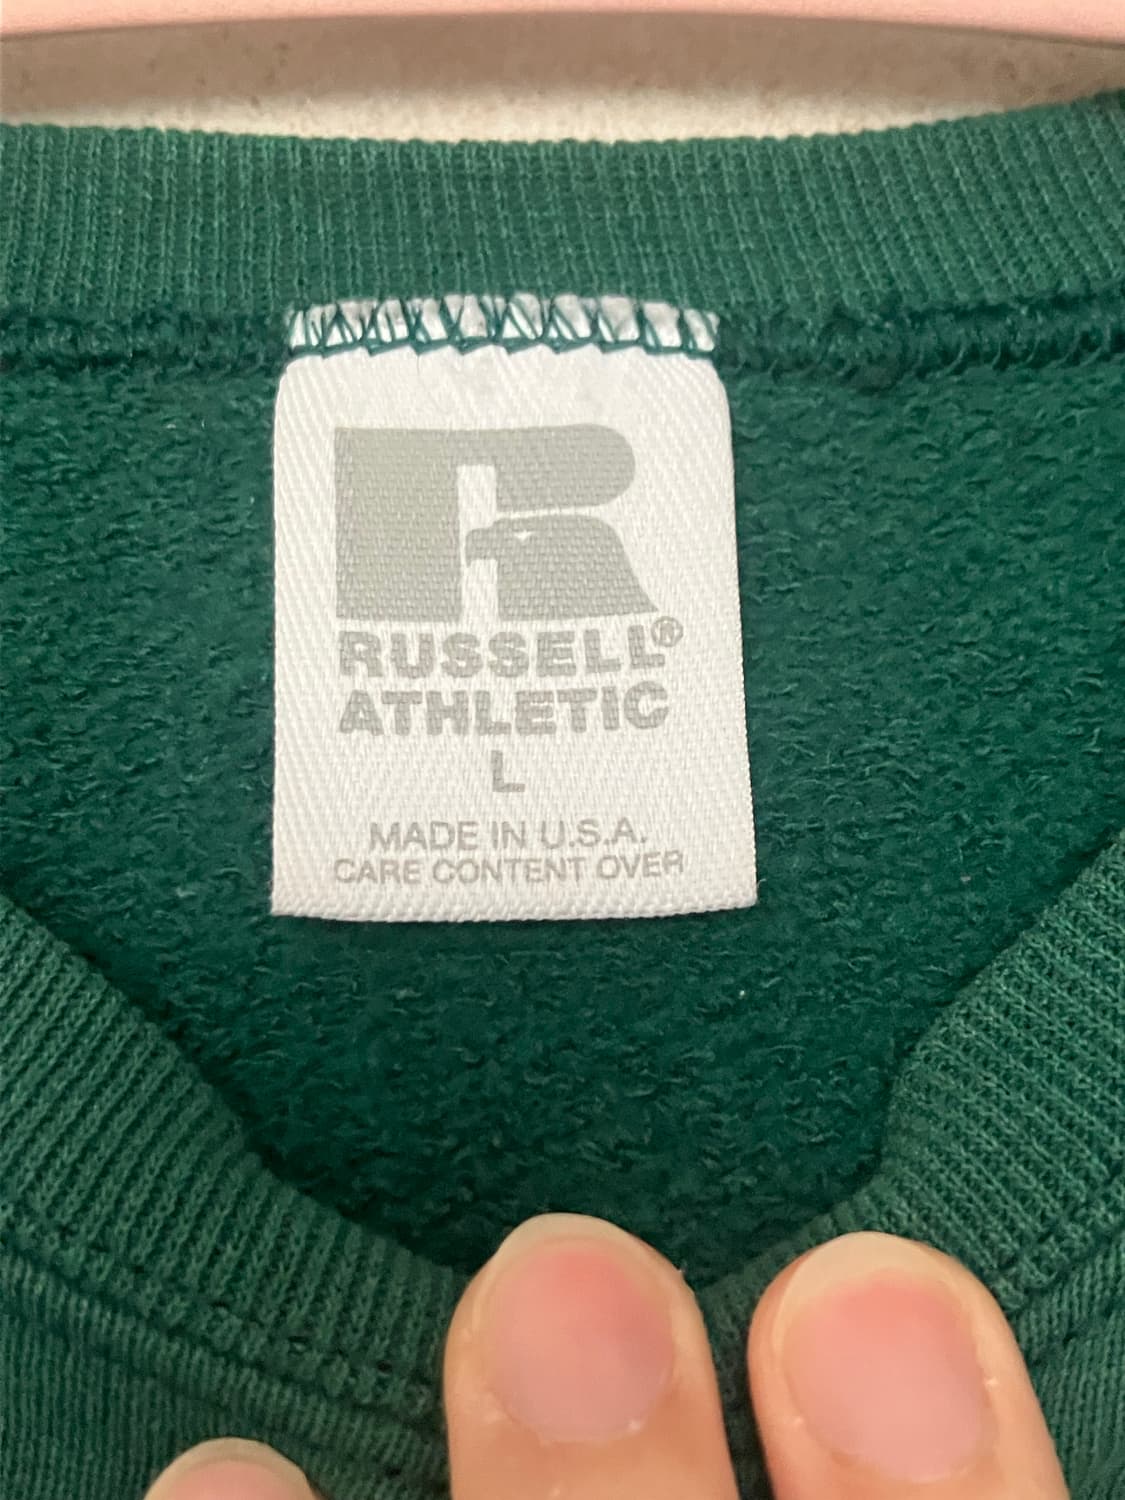 R
RUSSELL®
ATHLETIC
L
MADE IN U.S.A.
CARE CONTENT OVER